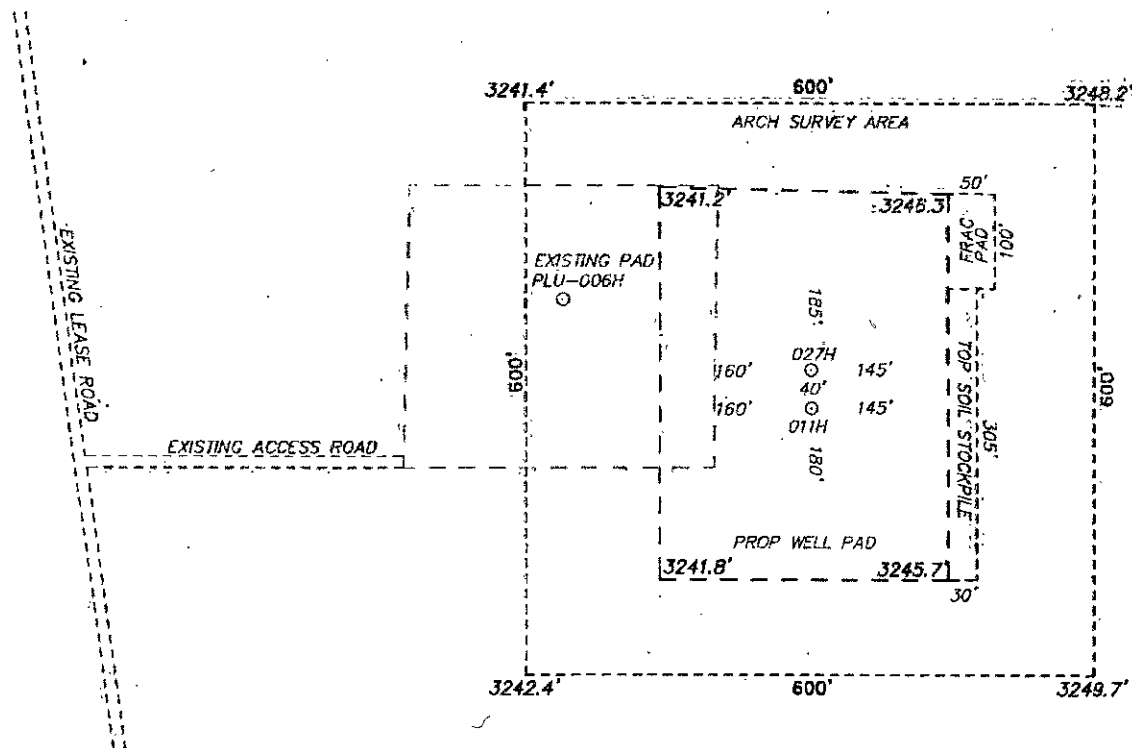 600'
3241.4'
3248.2'
ARCH SURVEY AREA
50'
3241.2'
3248.3
FRAC
PAD
100'
EXISTING LEASE ROAD
EXISTING PAD
PLU-006H
185'
600'
027H
160'
145'
40'
160'
145'
011H
600'
TOP SOIL STOCKPILE
305'
EXISTING ACCESS ROAD
180'
PROP WELL PAD
3241.8'
3245.7'
30'
3242.4'
600'
3249.7'